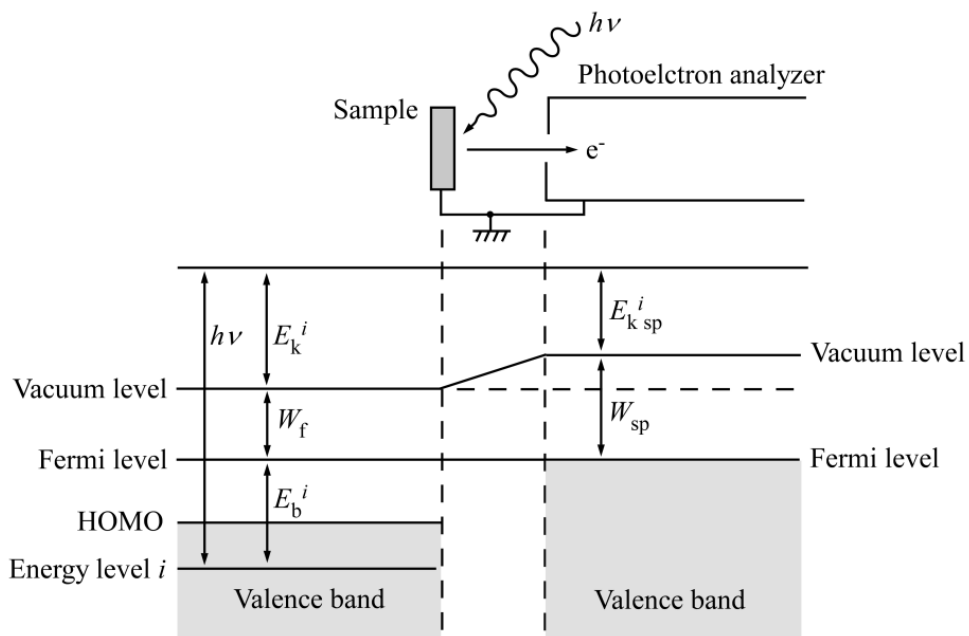 hν
Photoelctron analyzer
Sample
e⁻
hν
E_k^i
E_k sp^i
Vacuum level
Vacuum level
W_f
W_sp
Fermi level
Fermi level
E_b^i
HOMO
Energy level i
Valence band
Valence band